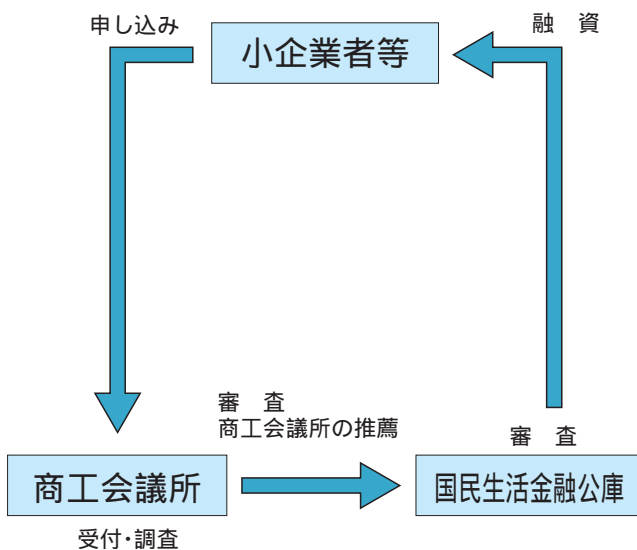 申し込み
小企業者等
融　資
審　査
商工会議所の推薦
審　査
商工会議所
国民生活金融公庫
受付・調査